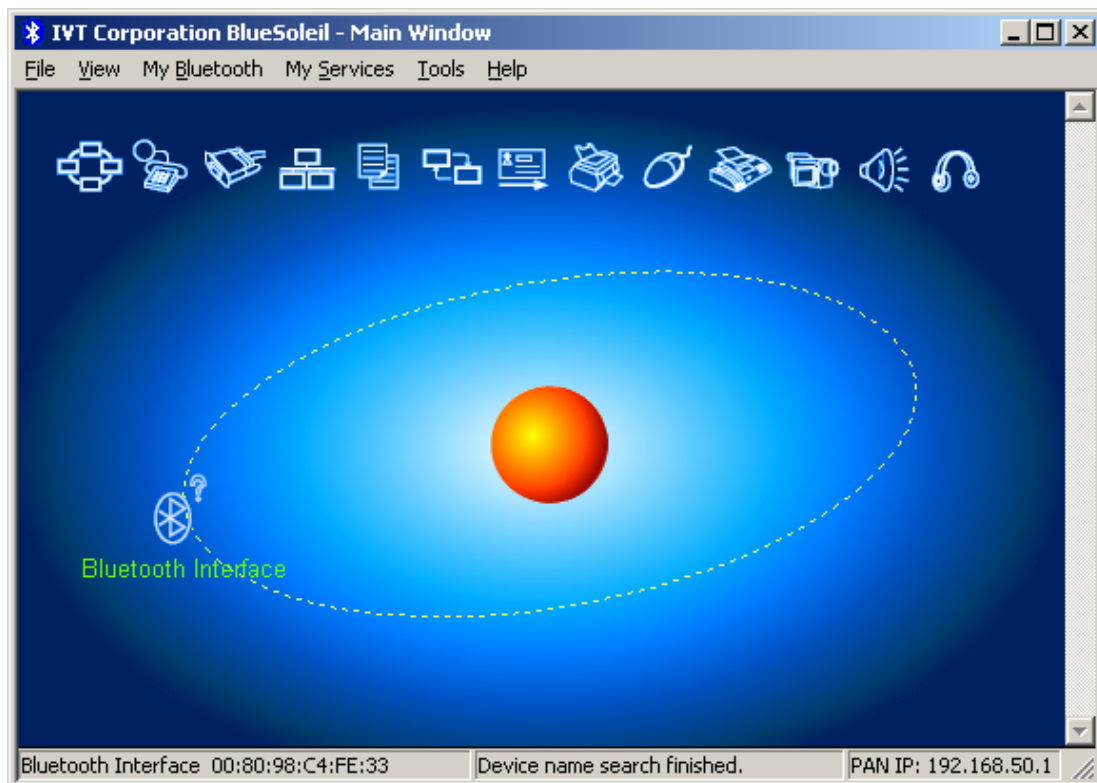 IVT Corporation BlueSoleil - Main Window
File View My Bluetooth My Services Tools Help
Bluetooth Interface
Bluetooth Interface 00:80:98:C4:FE:33 Device name search finished. PAN IP: 192.168.50.1